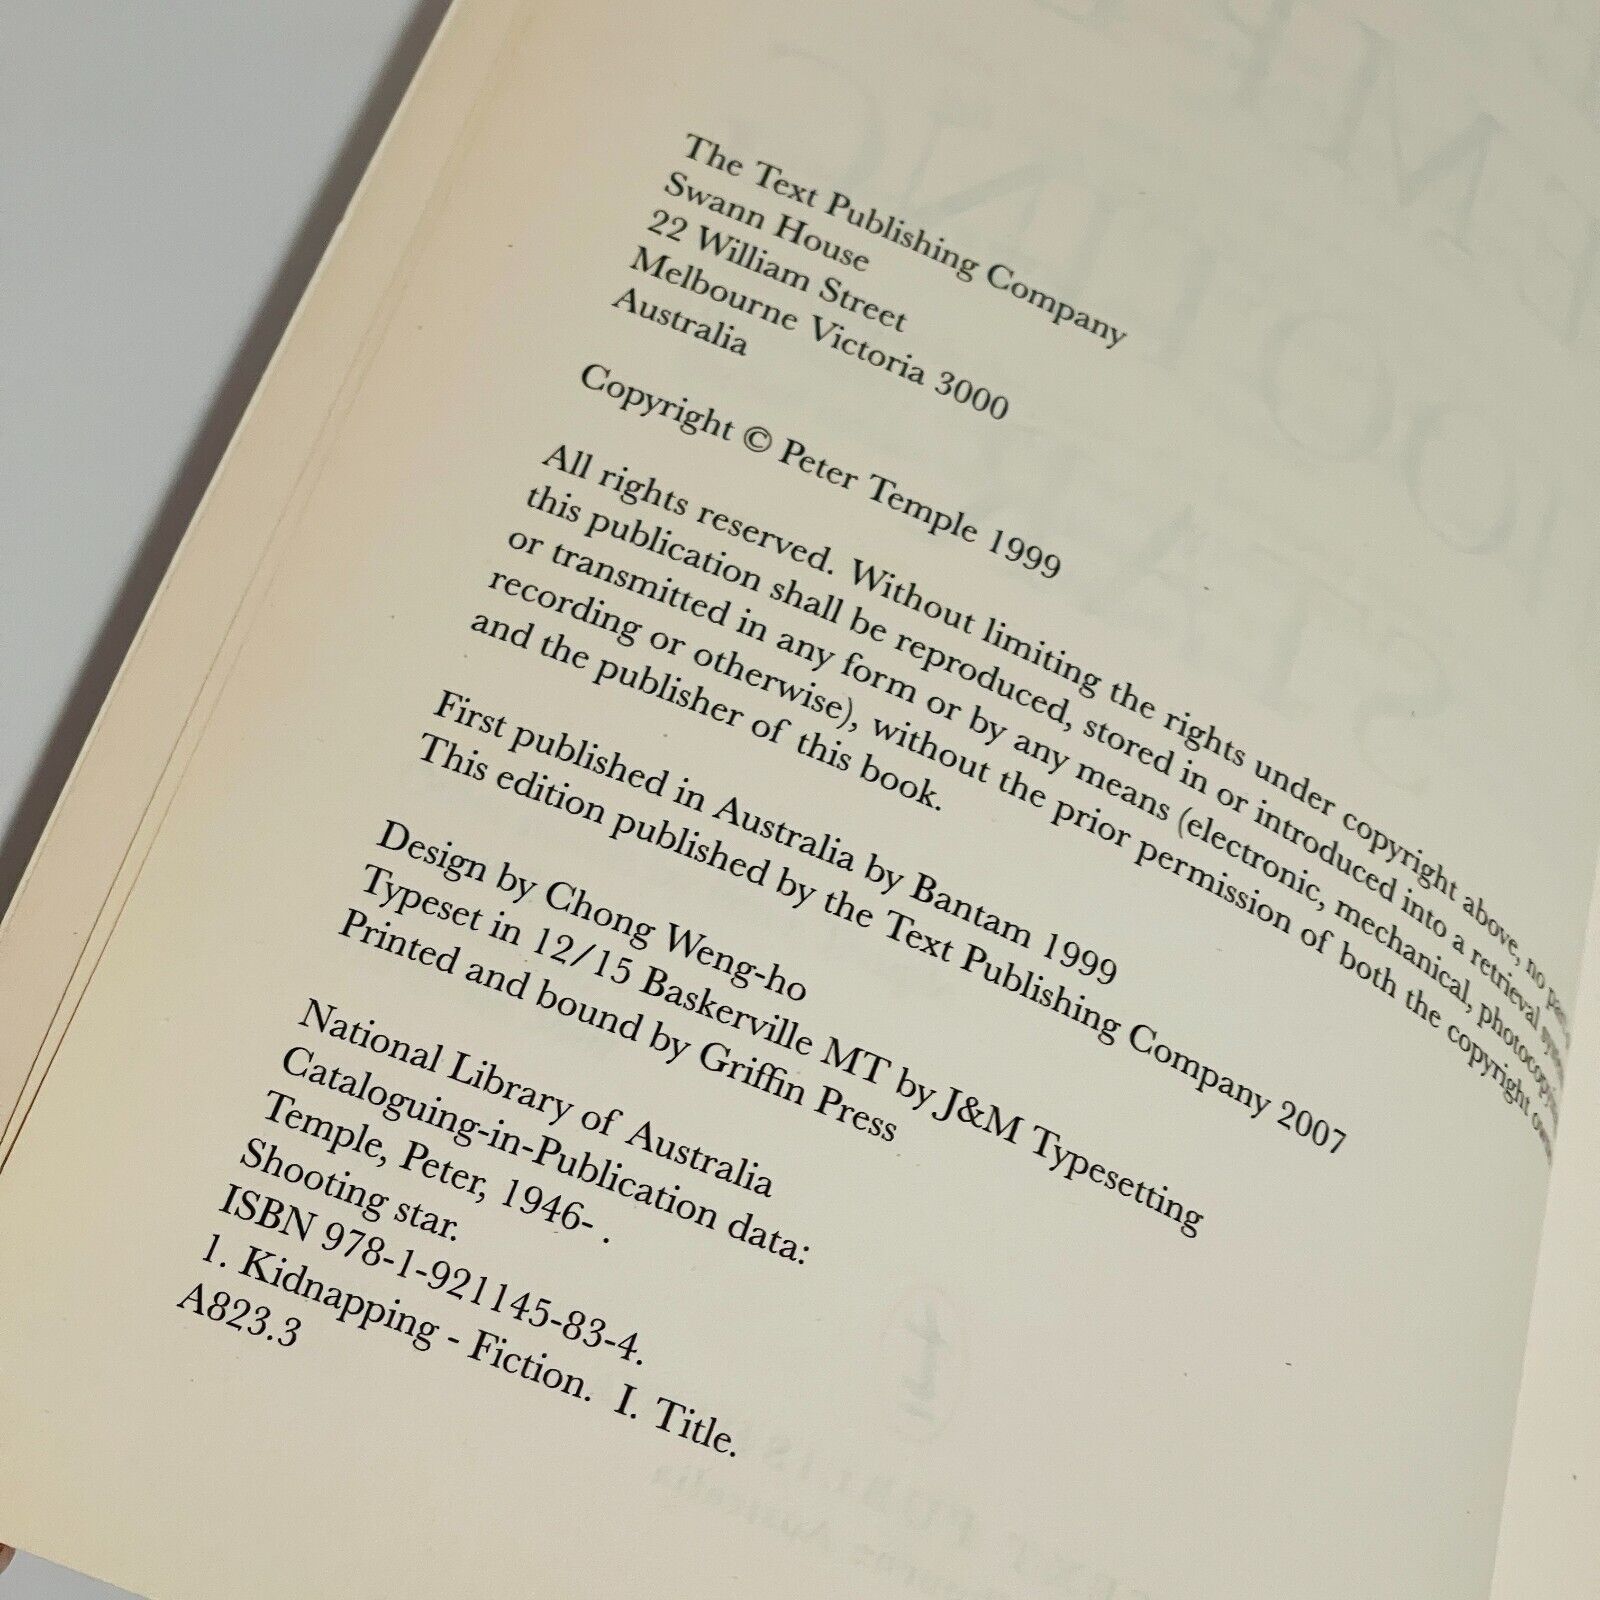 The Text Publishing Company
Swann House
22 William Street
Melbourne Victoria 3000
Australia
Copyright © Peter Temple 1999
All rights reserved. Without limiting the rights under copyright above, no
this publication shall be reproduced, stored in or introduced into a retrieval
or transmitted in any form or by any means (electronic, mechanical,
recording or otherwise), without the prior permission of both the copyright
and the publisher of this book.
First published in Australia by Bantam 1999
This edition published by the Text Publishing Company 2007
Design by Chong Weng-ho
Typeset in 12/15 Baskerville MT by J&M Typesetting
Printed and bound by Griffin Press
National Library of Australia
Cataloguing-in-Publication data:
Temple, Peter, 1946- .
Shooting star.
ISBN 978-1-921145-83-4.
1. Kidnapping - Fiction. I. Title.
A823.3